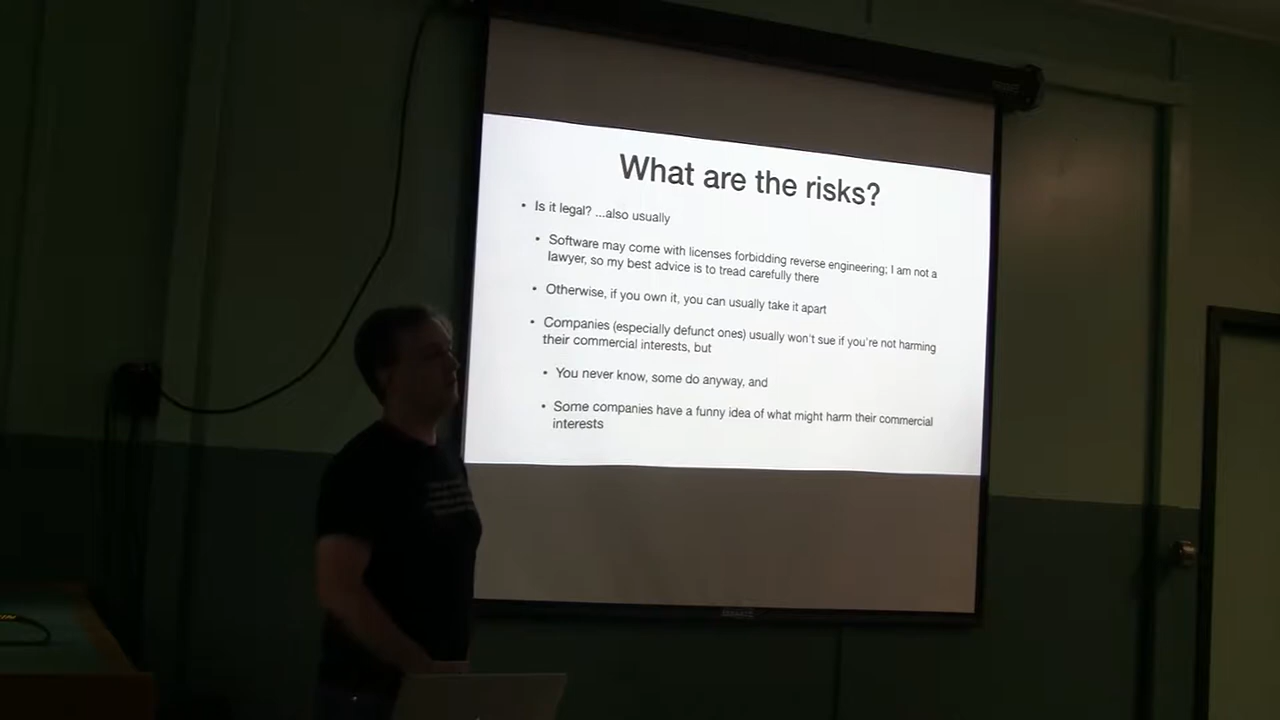 What are the risks?
• Is it legal? ...also usually
• Software may come with licenses forbidding reverse engineering; I am not a
lawyer, so my best advice is to tread carefully there
• Otherwise, if you own it, you can usually take it apart
• Companies (especially defunct ones) usually won't sue if you're not harming
their commercial interests, but
• You never know, some do anyway, and
• Some companies have a funny idea of what might harm their commercial
interests